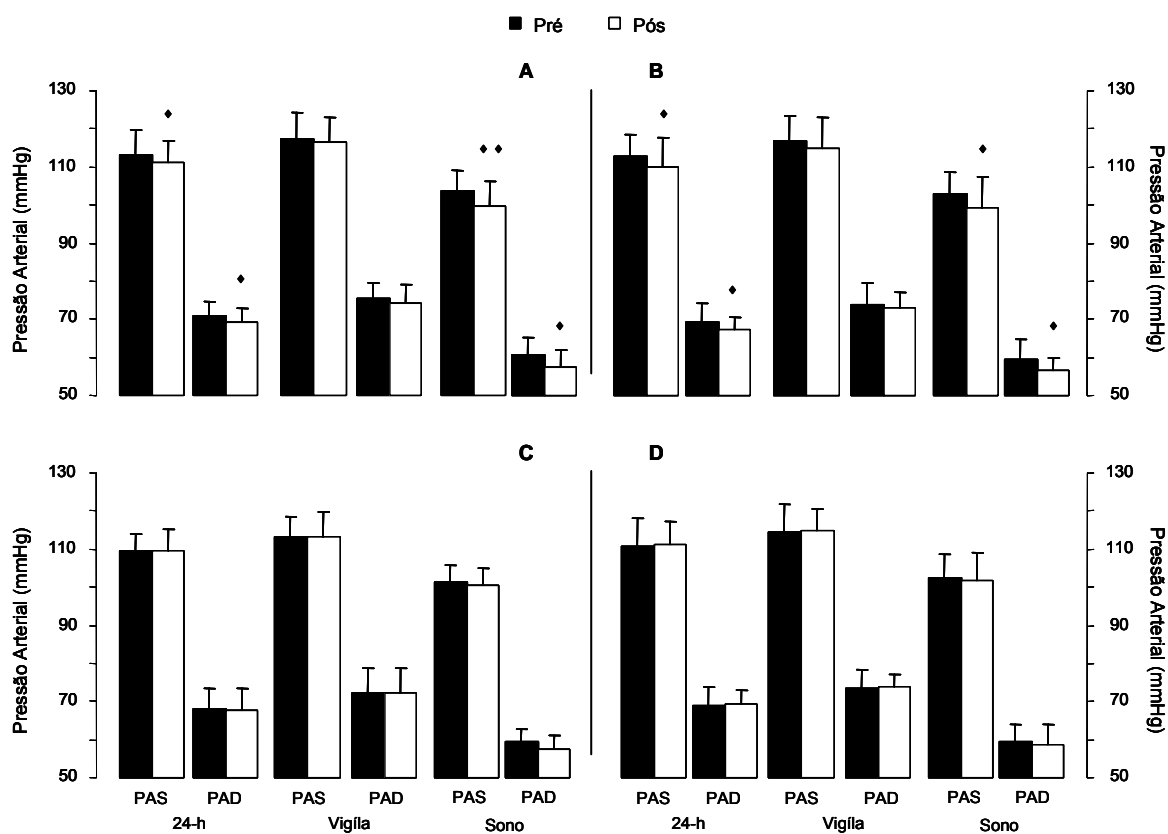 Pré Pós
A B
130 130
110 110
90 90
70 70
50 50
Pressão Arterial (mmHg)
Pressão Arterial (mmHg)
C D
130 130
110 110
90 90
70 70
50 50
Pressão Arterial (mmHg)
Pressão Arterial (mmHg)
PAS PAD PAS PAD PAS PAD PAS PAD PAS PAD PAS PAD
24-h Vigíla Sono 24-h Vigíla Sono